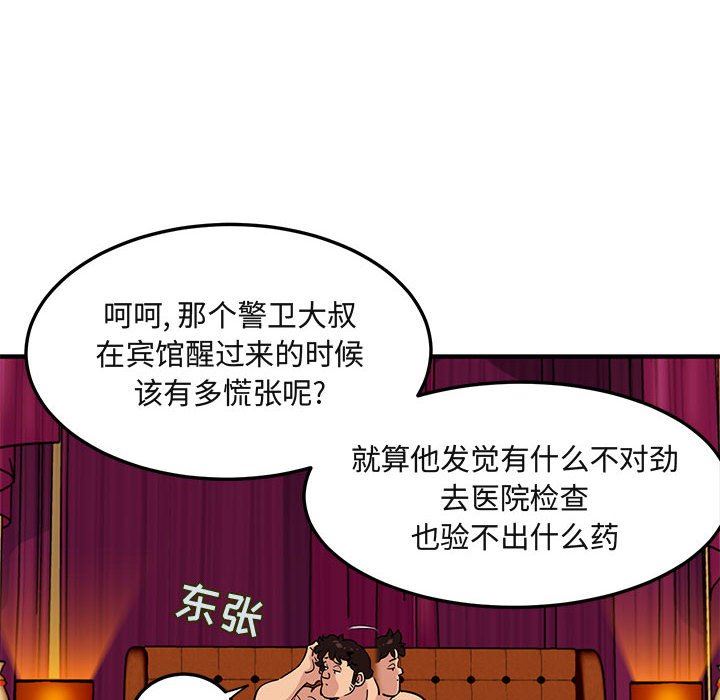 呵呵, 那个警卫大叔
在宾馆醒过来的时候
该有多慌张呢?
就算他发觉有什么不对劲
去医院检查
也验不出什么药
东张